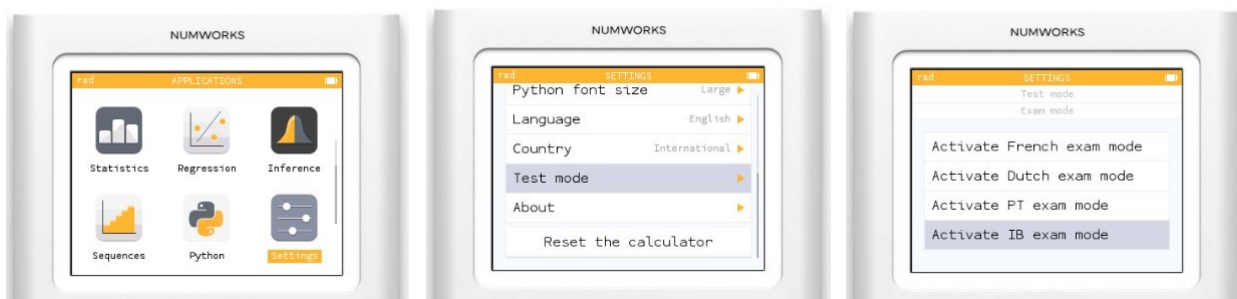 NUMWORKS
rad APPLICATIONS
Statistics Regression Inference
Sequences Python Settings
NUMWORKS
rad SETTINGS
Python font size Large
Language English
Country International
Test mode
About
Reset the calculator
NUMWORKS
rad SETTINGS
Test mode
Exam mode
Activate French exam mode
Activate Dutch exam mode
Activate PT exam mode
Activate IB exam mode